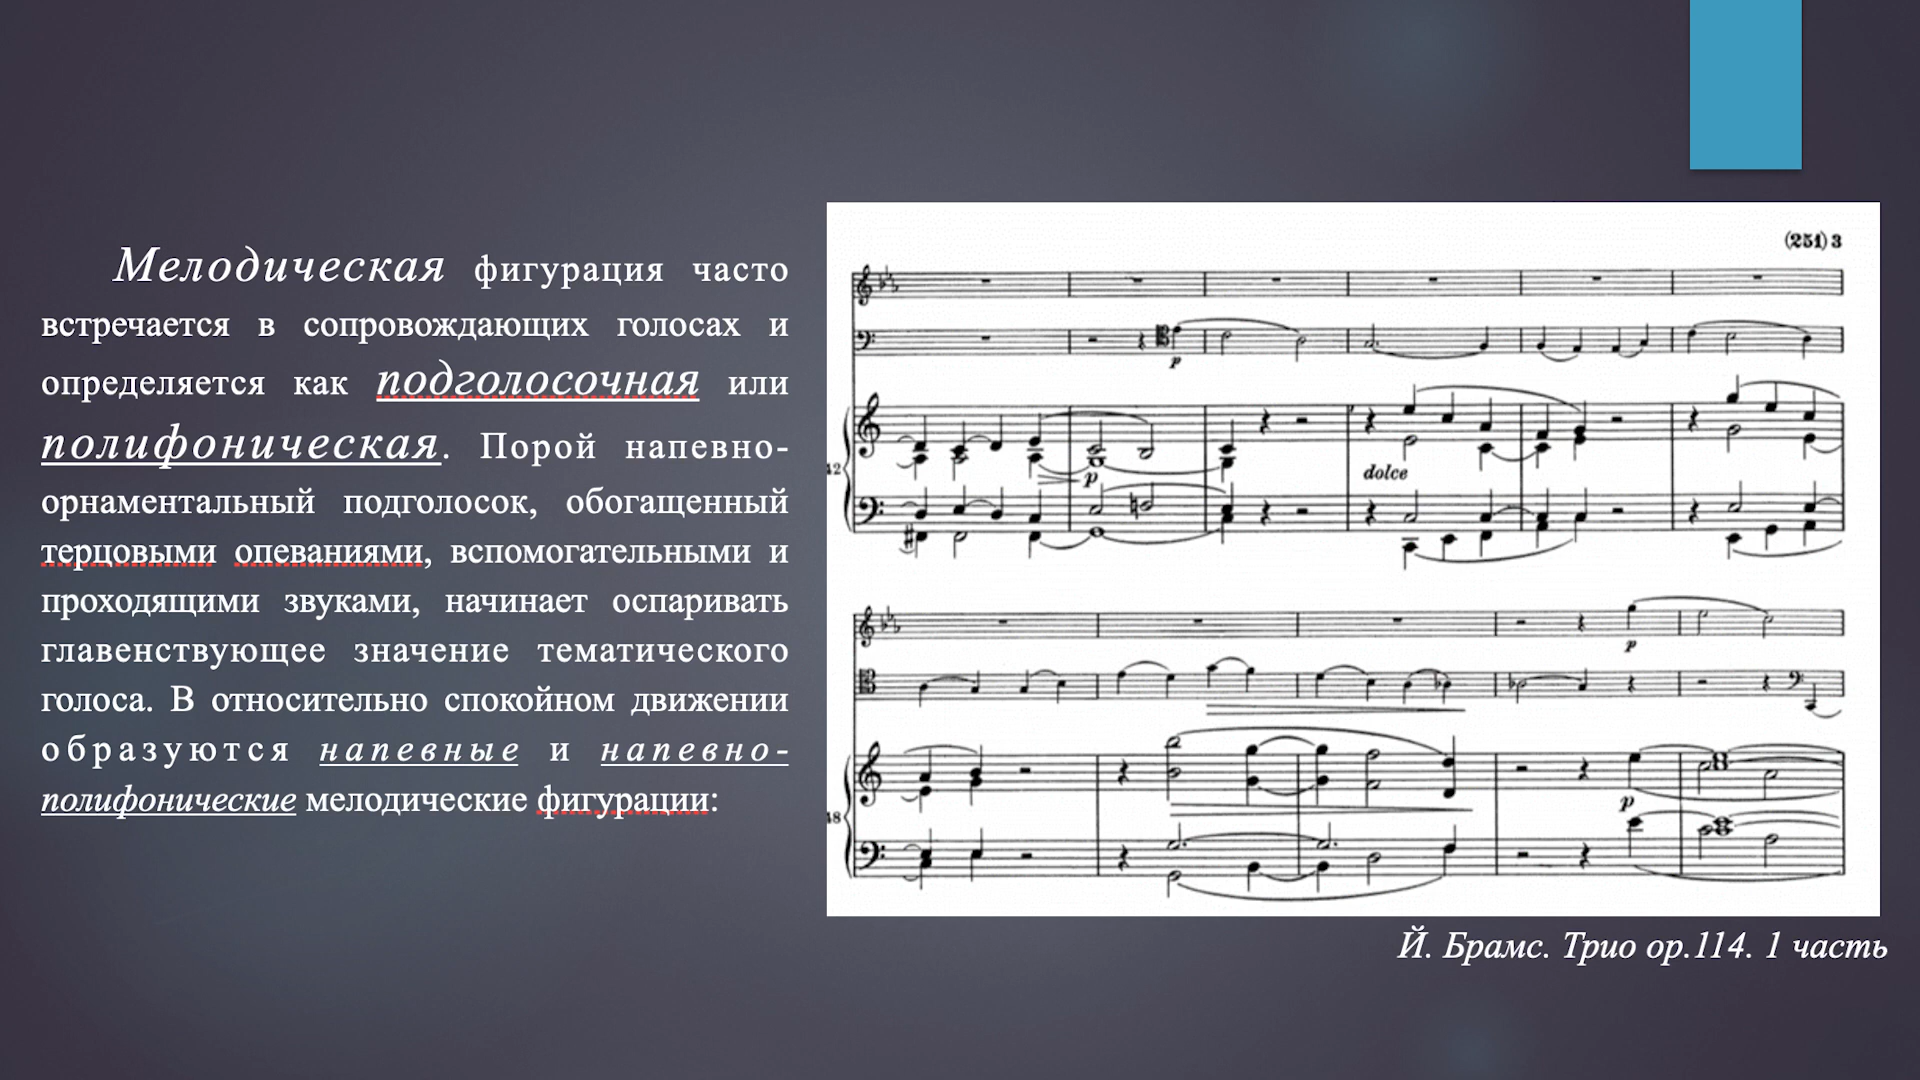 Мелодическая фигурация часто
встречается в сопровождающих голосах и
определяется как подголосочная или
полифоническая. Порой напевно-
орнаментальный подголосок, обогащенный
терцовыми опеваниями, вспомогательными и
проходящими звуками, начинает оспаривать
главенствующее значение тематического
голоса. В относительно спокойном движении
образуются напевные и напевно-
полифонические мелодические фигурации:
(251) 3
p
42
p
dolce
p
48
p
Й. Брамс. Трио op.114. 1 часть